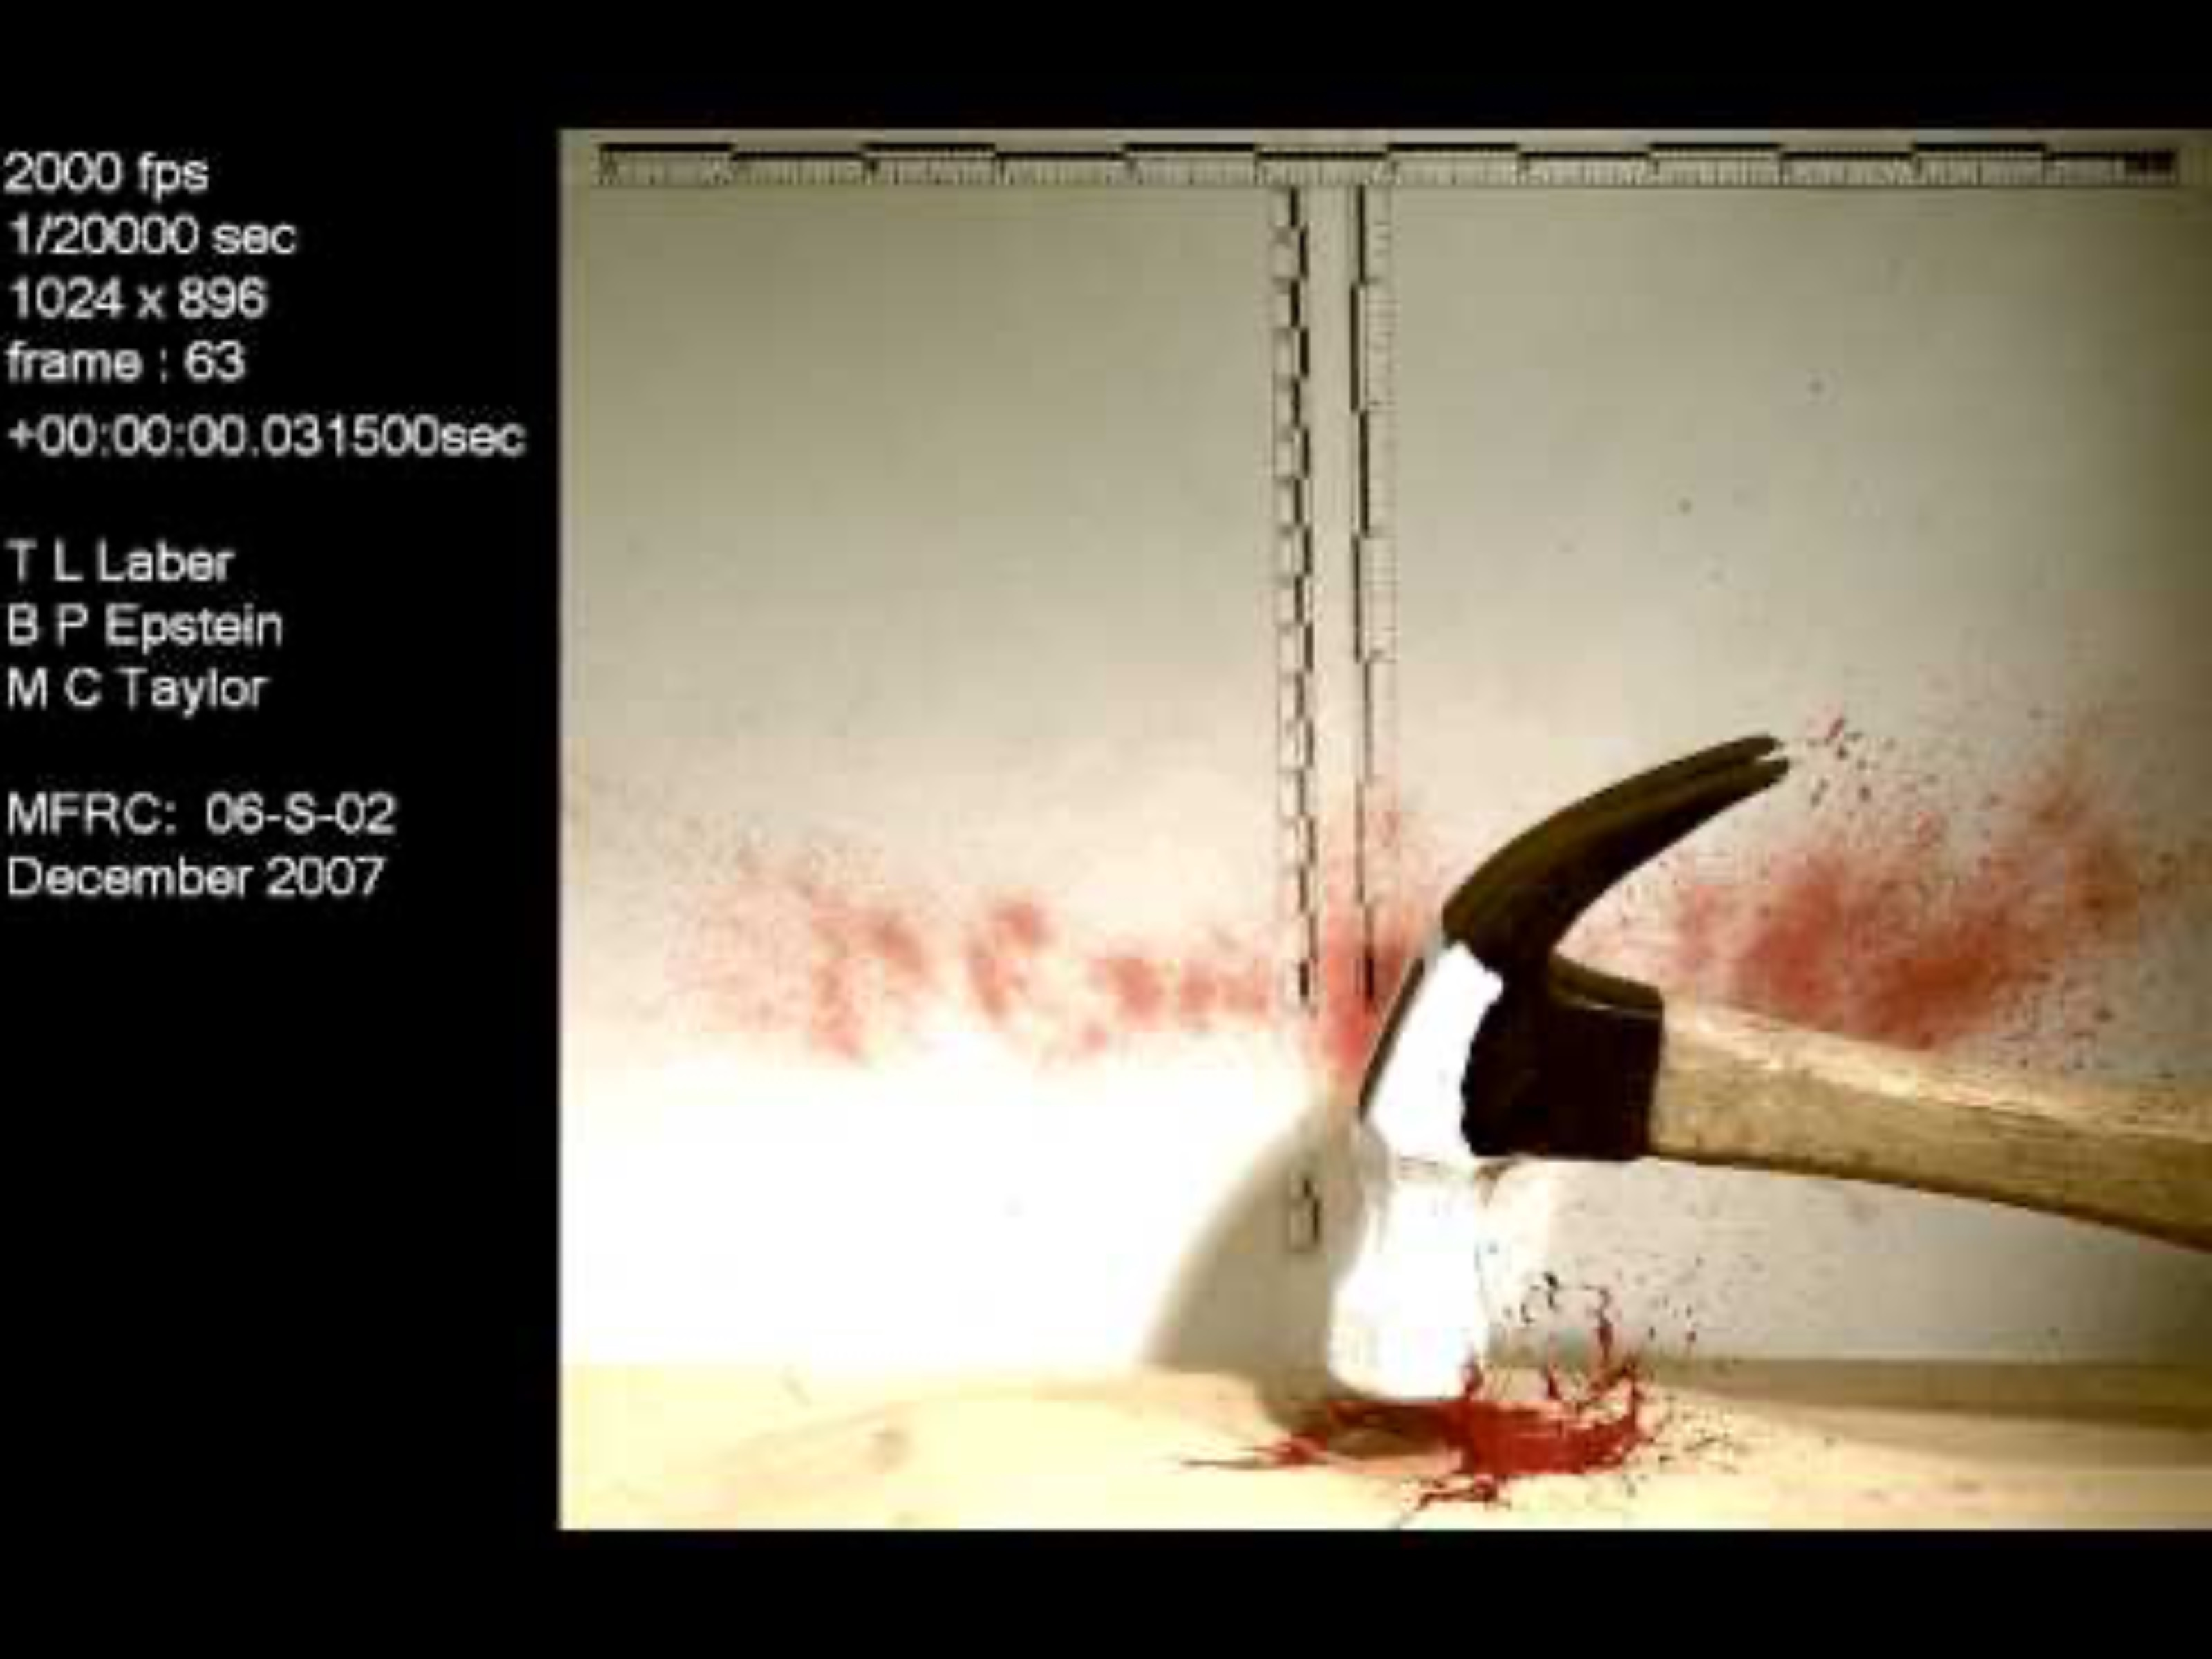 2000 fps
1/20000 sec
1024 x 896
frame : 63
+00:00:00.031500sec
T L Laber
B P Epstein
M C Taylor
MFRC: 06-S-02
December 2007